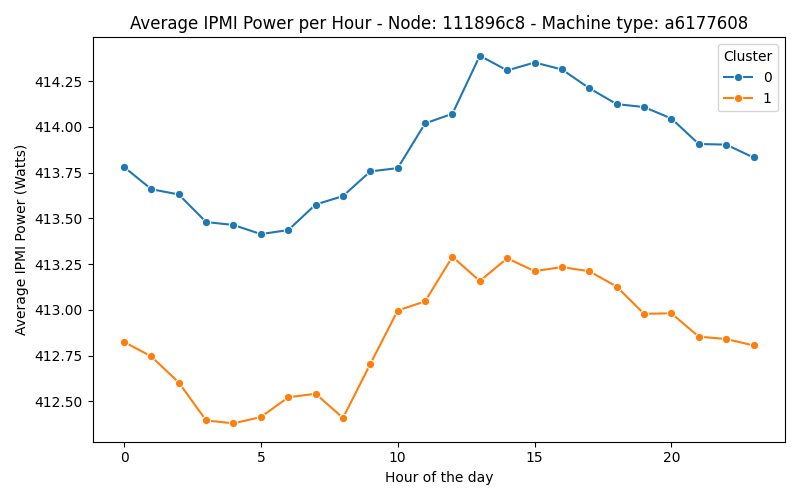 Average IPMI Power per Hour - Node: 111896c8 - Machine type: a6177608
Cluster
0
1
414.25
414.00
413.75
413.50
413.25
413.00
412.75
412.50
Average IPMI Power (Watts)
0 5 10 15 20
Hour of the day